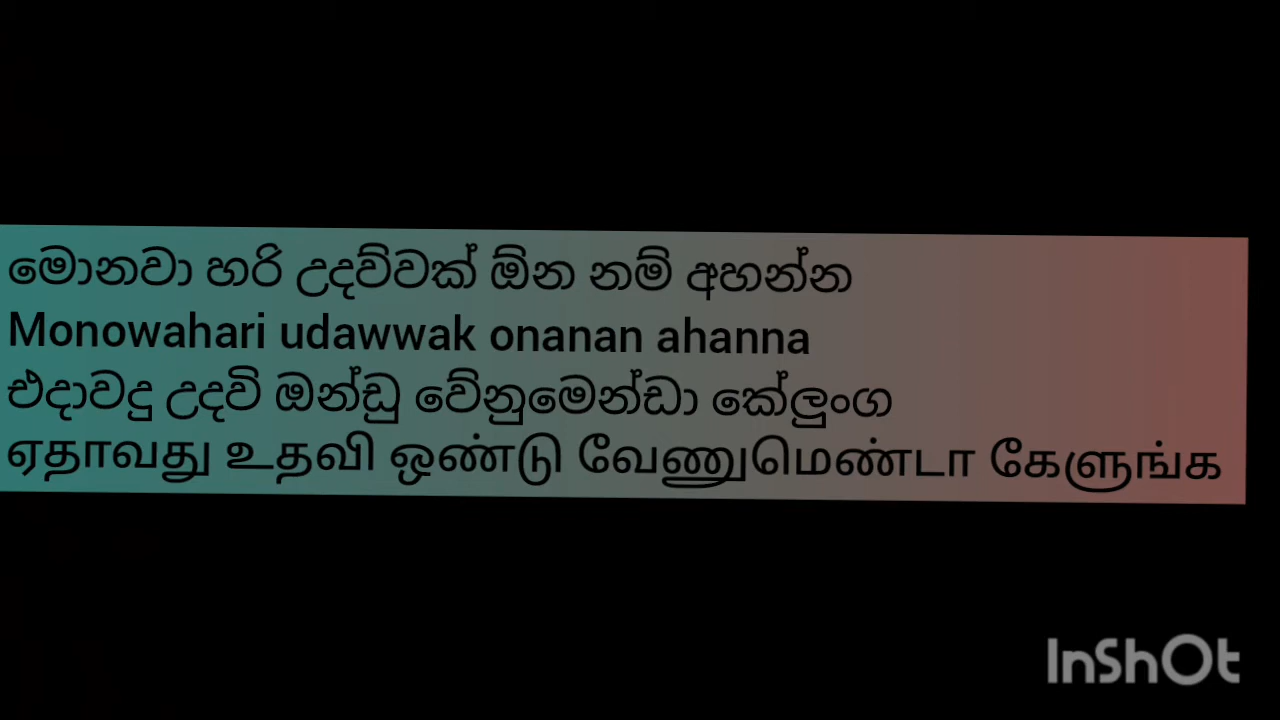 මොනවා හරි උදව්වක් ඕන නම් අහන්න
Monowahari udawwak onanan ahanna
එදාවදු උදවි ඔන්ඩු වේනුමෙන්ඩා කේලුංග
ஏதாவது உதவி ஒண்டு வேணுமெண்டா கேளுங்க
InShOt